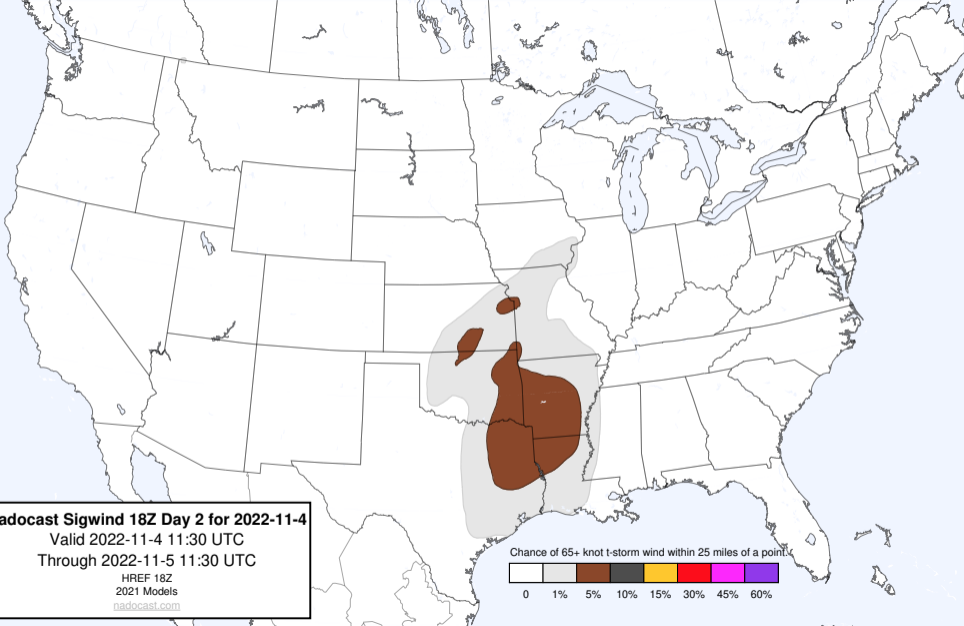 adocast Sigwind 18Z Day 2 for 2022-11-4
Valid 2022-11-4 11:30 UTC
Through 2022-11-5 11:30 UTC
HREF 18Z
2021 Models
nadocast.com
Chance of 65+ knot t-storm wind within 25 miles of a point.
0 1% 5% 10% 15% 30% 45% 60%